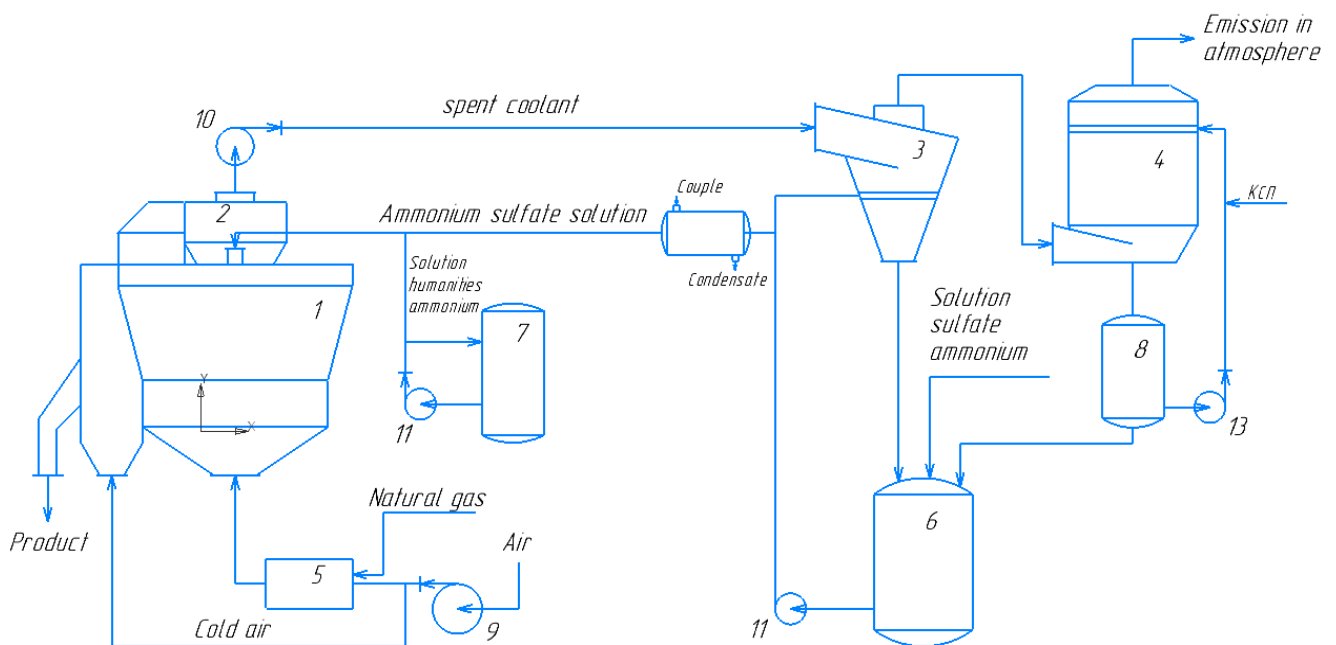 Emission in
atmosphere
10
spent coolant
3
4
Couple
ксп
2
Ammonium sulfate solution
Condensate
Solution
humanities
ammonium
1
7
Solution
sulfate
ammonium
8
Y
X
11
13
Natural gas
6
Product
Air
5
Cold air
9
11